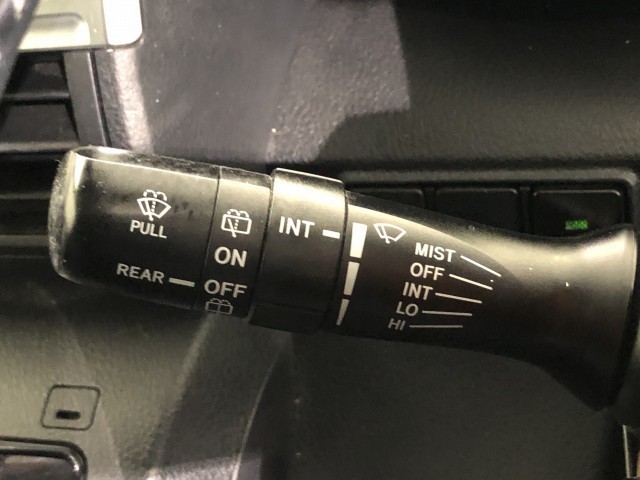 PULL
REAR
ON
OFF
INT
MIST
OFF
INT
LO
HI